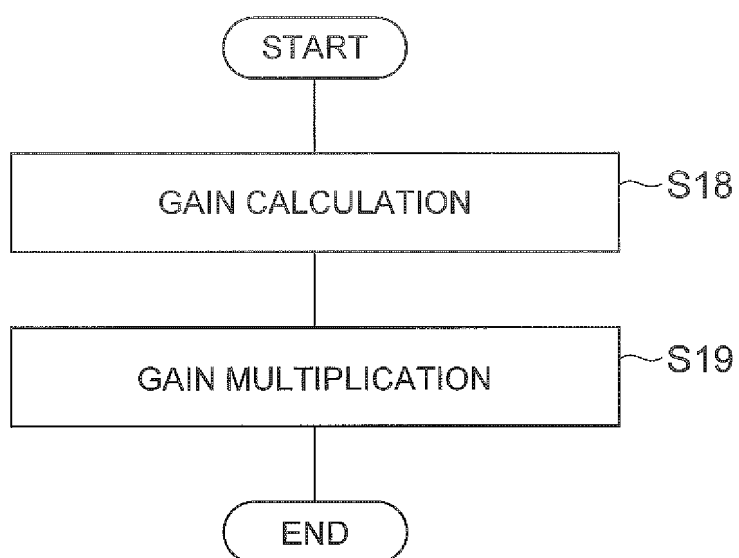 START
GAIN CALCULATION
S18
GAIN MULTIPLICATION
S19
END